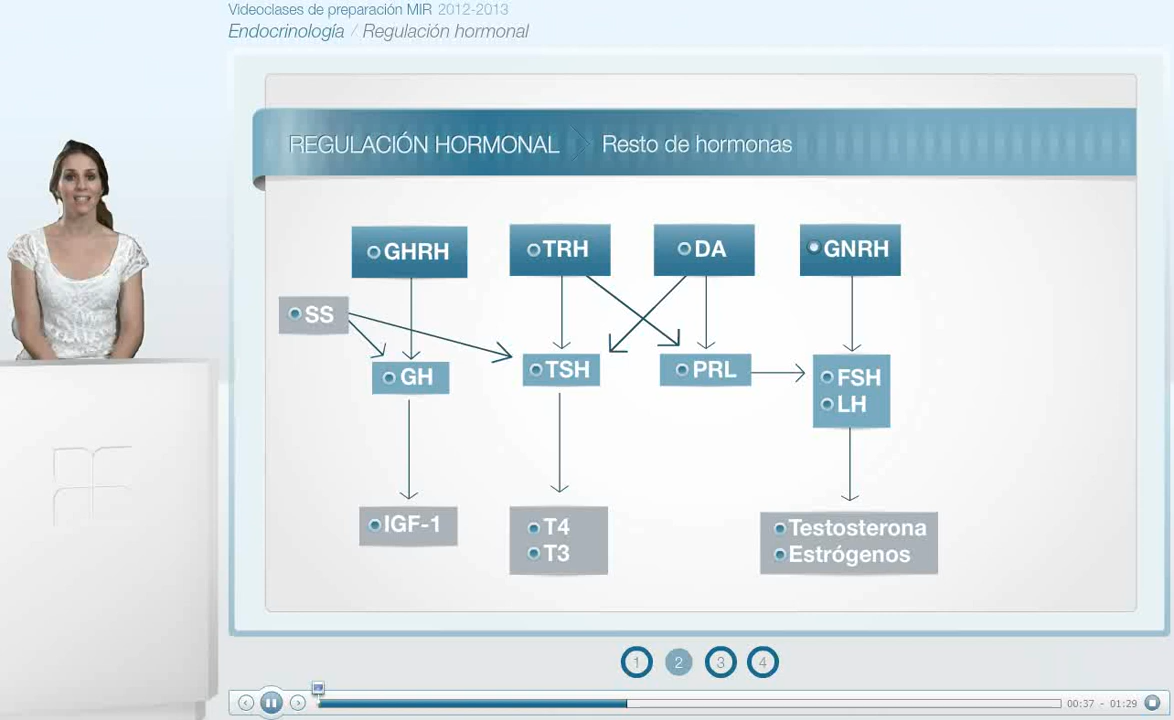 Videoclases de preparación MIR 2012-2013
Endocrinología / Regulación hormonal
REGULACIÓN HORMONAL Resto de hormonas
GHRH TRH DA GNRH
SS
GH TSH PRL FSH
LH
IGF-1 T4 Testosterona
T3 Estrógenos
1 2 3 4
00:37 - 01:29